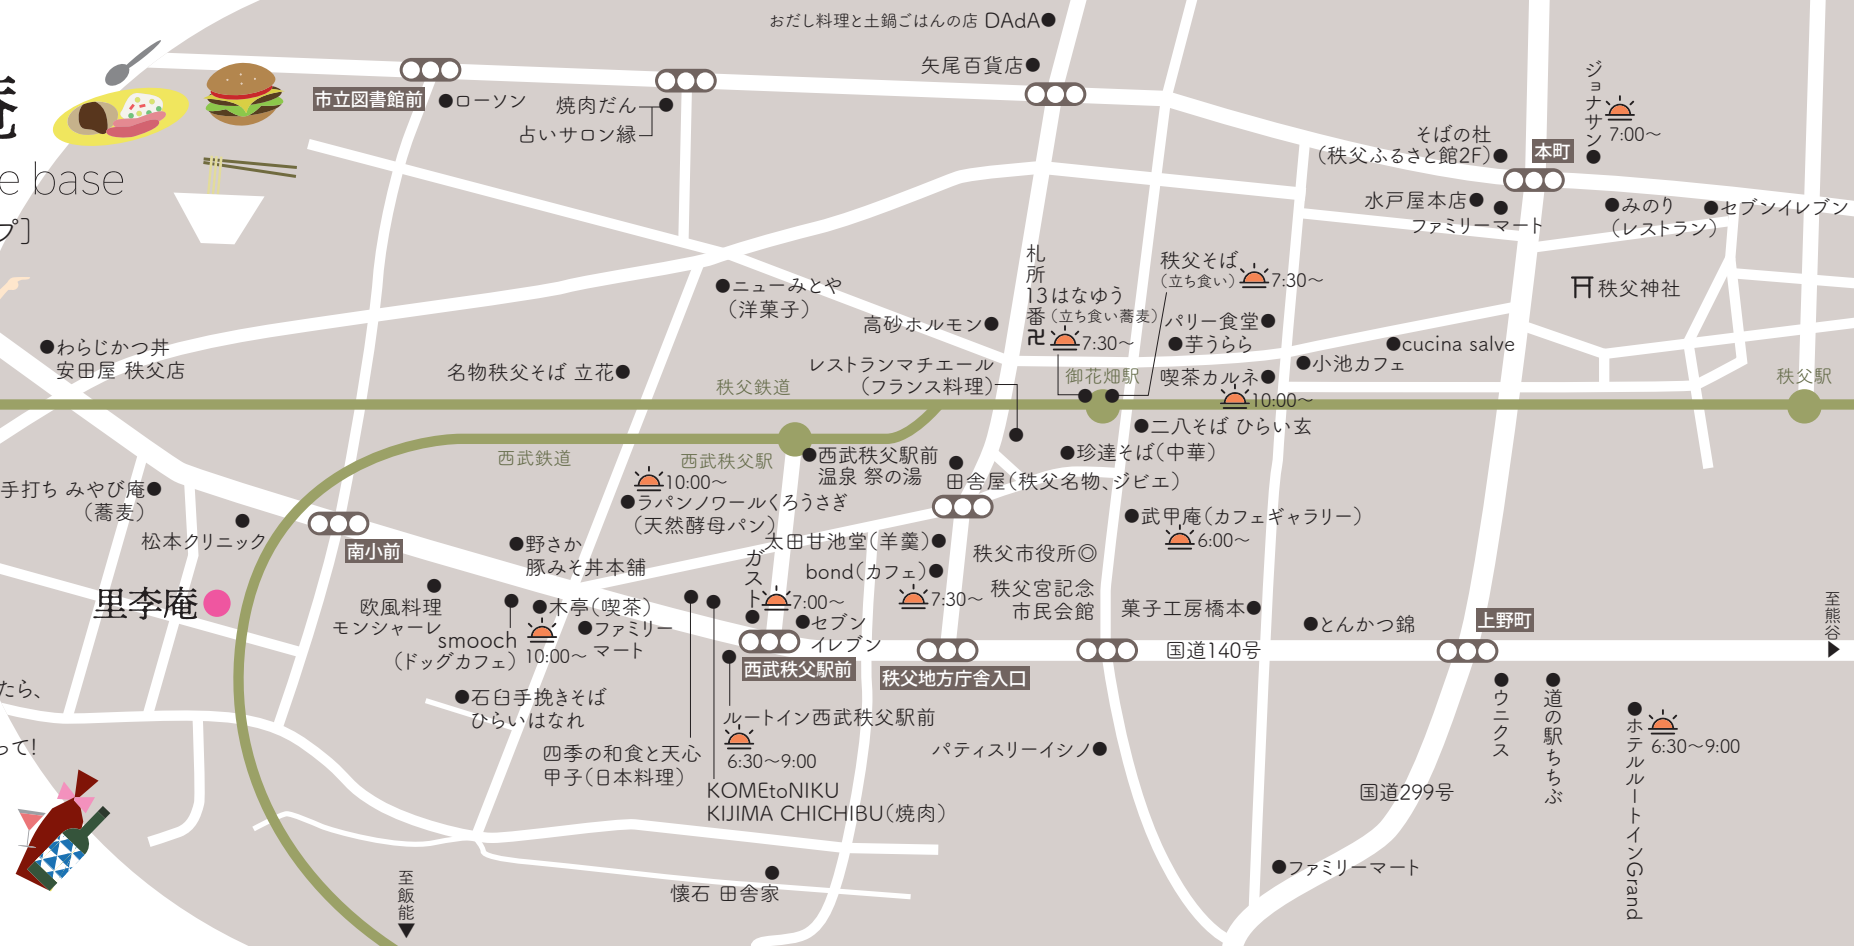 おだし料理と土鍋ごはんの店 DAdA
矢尾百貨店
市立図書館前
ローソン
焼肉だん
占いサロン縁
庵
e base
プ]
ジョナサン
7:00〜
そばの杜
(秩父ふるさと館2F)
本町
水戸屋本店
ファミリーマート
みのり
(レストラン)
セブンイレブン
秩父神社
札所13番
卍
はなゆう
(立ち食い蕎麦)
7:30〜
秩父そば
(立ち食い)
7:30〜
ニューみとや
(洋菓子)
高砂ホルモン
パリー食堂
芋うらら
cucina salve
小池カフェ
わらじかつ丼
安田屋 秩父店
名物秩父そば 立花
レストランマチエール
(フランス料理)
御花畑駅
喫茶カルネ
10:00〜
秩父鉄道
秩父駅
二八そば ひらい玄
珍達そば(中華)
西武鉄道
西武秩父駅
西武秩父駅前
温泉 祭の湯
田舎屋(秩父名物、ジビエ)
10:00〜
ラパンノワールくろうさぎ
(天然酵母パン)
手打ち みやび庵
(蕎麦)
松本クリニック
南小前
野さか
豚みそ丼本舗
太田甘池堂(羊羹)
bond(カフェ)
7:30〜
秩父市役所◎
秩父宮記念
市民会館
武甲庵(カフェギャラリー)
6:00〜
里李庵
欧風料理
モンシャーレ
smooch
(ドッグカフェ)
木亭(喫茶)
10:00〜
ファミリー
マート
ガスト
7:00〜
セブン
イレブン
西武秩父駅前
秩父地方庁舎入口
菓子工房橋本
とんかつ錦
上野町
国道140号
至熊谷
たら、
って!
石臼手挽きそば
ひらいはなれ
四季の和食と天心
甲子(日本料理)
ルートイン西武秩父駅前
6:30〜9:00
KOMEtoNIKU
KIJIMA CHICHIBU(焼肉)
パティスリーイシノ
ウニクス
道の駅ちちぶ
ホテルルートインGrand
6:30〜9:00
国道299号
ファミリーマート
懐石 田舎家
至飯能